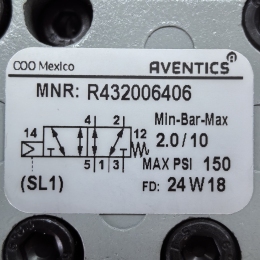 COO Mexico AVENTICS
MNR: R432006406
4 2 Min-Bar-Max
14 12 2.0/10
5 1 3 MAX PSI 150
(SL1) FD: 24W18